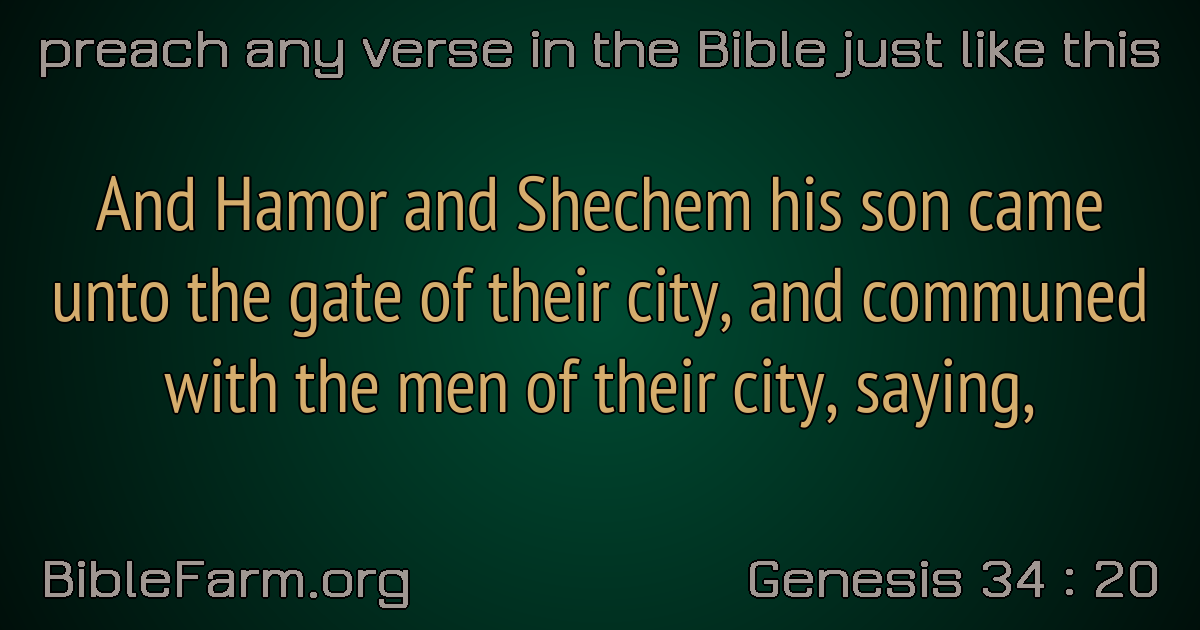 preach any verse in the Bible just like this
And Hamor and Shechem his son came
unto the gate of their city, and communed
with the men of their city, saying,
BibleFarm.org
Genesis 34 : 20